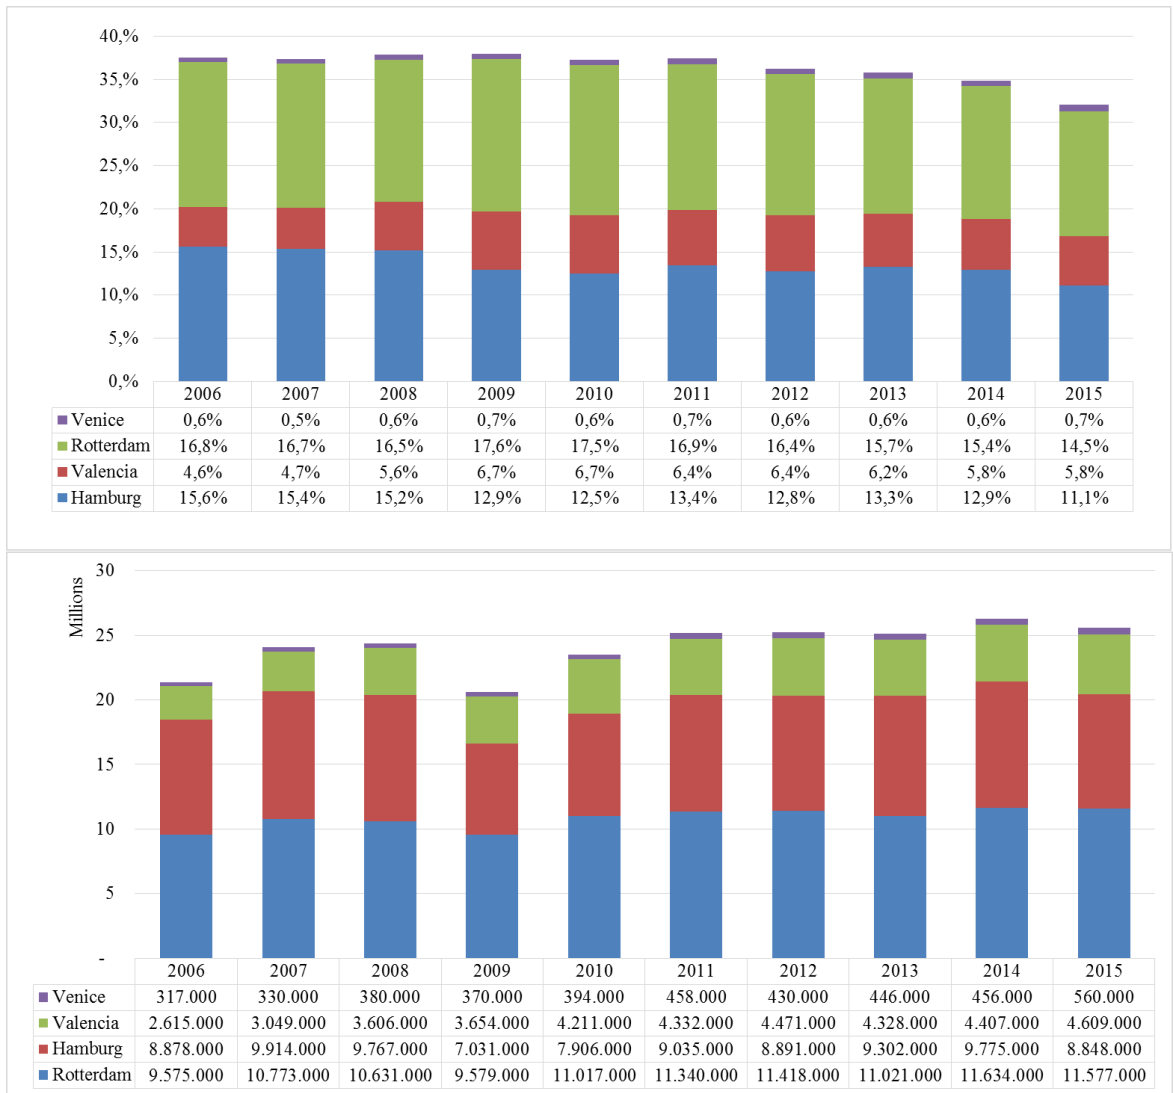 40,%
35,%
30,%
25,%
20,%
15,%
10,%
5,%
0,%
2006 2007 2008 2009 2010 2011 2012 2013 2014 2015
Venice 0,6% 0,5% 0,6% 0,7% 0,6% 0,7% 0,6% 0,6% 0,6% 0,7%
Rotterdam 16,8% 16,7% 16,5% 17,6% 17,5% 16,9% 16,4% 15,7% 15,4% 14,5%
Valencia 4,6% 4,7% 5,6% 6,7% 6,7% 6,4% 6,4% 6,2% 5,8% 5,8%
Hamburg 15,6% 15,4% 15,2% 12,9% 12,5% 13,4% 12,8% 13,3% 12,9% 11,1%
Millions
30
25
20
15
10
5
-
2006 2007 2008 2009 2010 2011 2012 2013 2014 2015
Venice 317.000 330.000 380.000 370.000 394.000 458.000 430.000 446.000 456.000 560.000
Valencia 2.615.000 3.049.000 3.606.000 3.654.000 4.211.000 4.332.000 4.471.000 4.328.000 4.407.000 4.609.000
Hamburg 8.878.000 9.914.000 9.767.000 7.031.000 7.906.000 9.035.000 8.891.000 9.302.000 9.775.000 8.848.000
Rotterdam 9.575.000 10.773.000 10.631.000 9.579.000 11.017.000 11.340.000 11.418.000 11.021.000 11.634.000 11.577.000